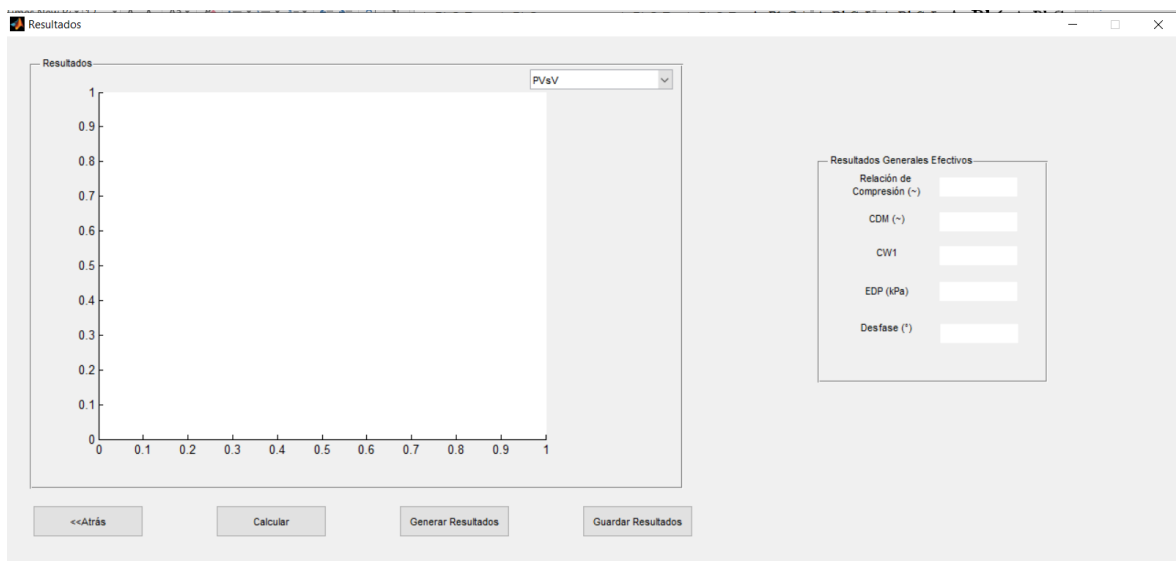 Resultados
Resultados
PVsV
1
0.9
0.8
0.7
0.6
0.5
0.4
0.3
0.2
0.1
0
0 0.1 0.2 0.3 0.4 0.5 0.6 0.7 0.8 0.9 1
Resultados Generales Efectivos
Relación de
Compresión (~)
CDM (~)
CW1
EDP (kPa)
Desfase (°)
<<Atrás
Calcular
Generar Resultados
Guardar Resultados